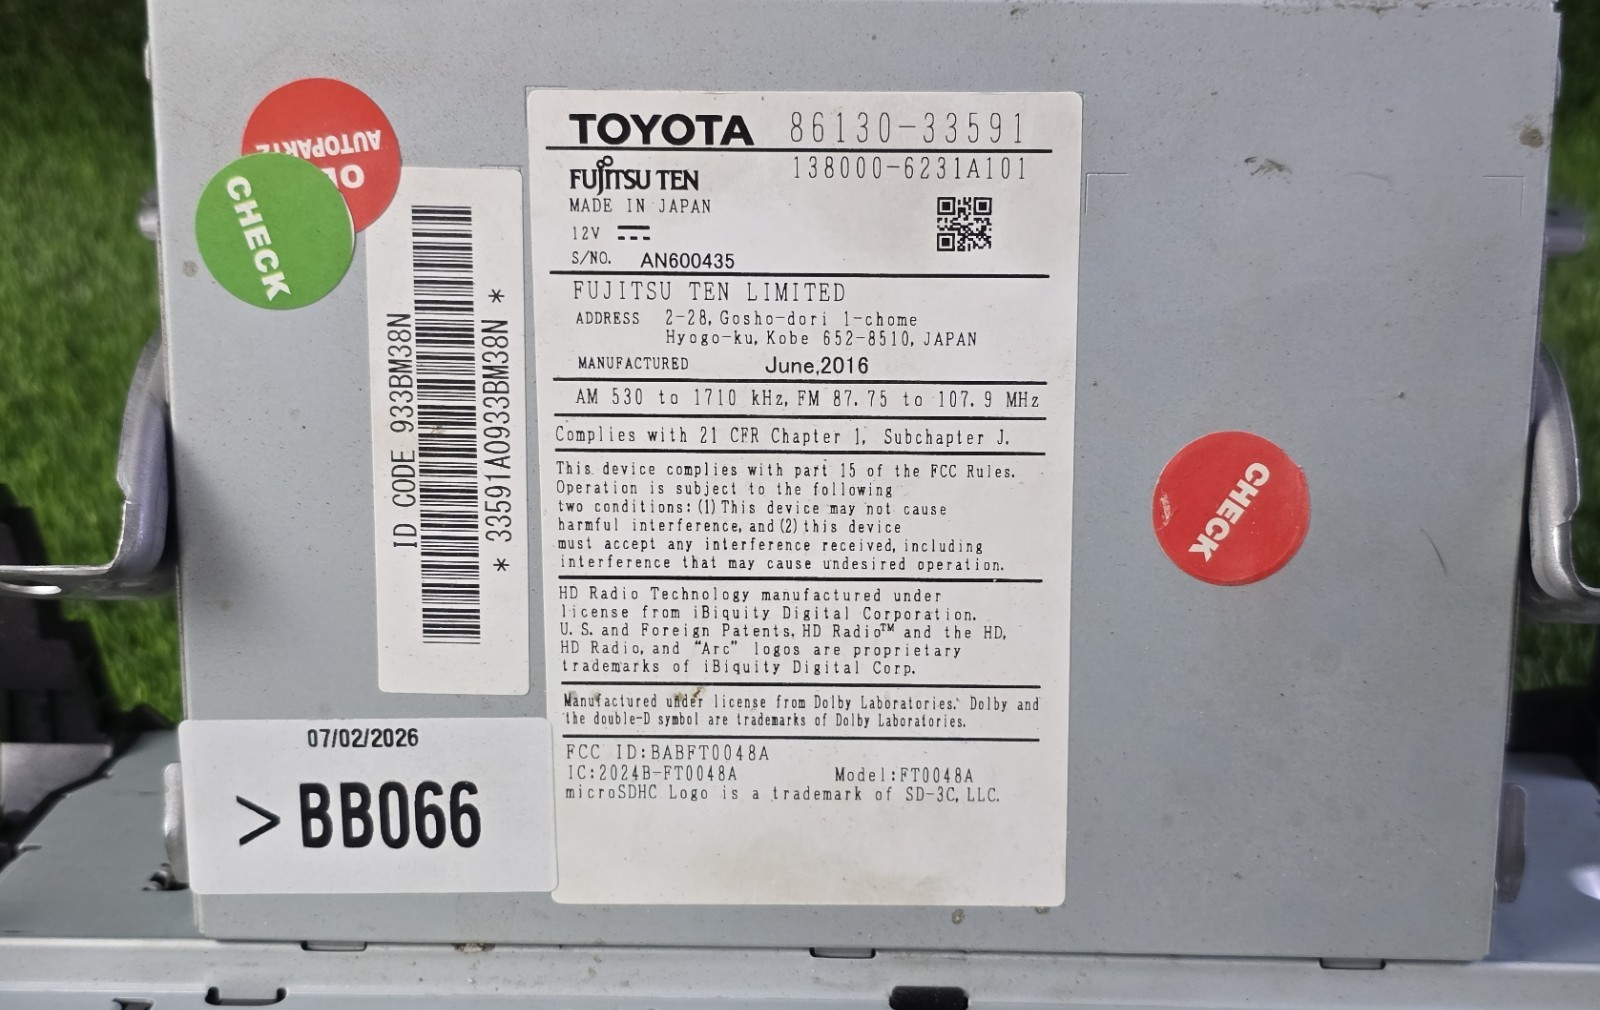 AUTOPARTZ
CHECK
ID CODE 933BM38N
* 33591A0933BM38N *
07/02/2026
> BB066
TOYOTA 86130-33591
FUJITSU TEN 138000-6231A101
MADE IN JAPAN
12V
S/NO. AN600435
FUJITSU TEN LIMITED
ADDRESS 2-28, Gosho-dori 1-chome
Hyogo-ku, Kobe 652-8510, JAPAN
MANUFACTURED June,2016
AM 530 to 1710 kHz, FM 87.75 to 107.9 MHz
Complies with 21 CFR Chapter 1, Subchapter J.
This device complies with part 15 of the FCC Rules.
Operation is subject to the following
two conditions: (1) This device may not cause
harmful interference, and (2) this device
must accept any interference received, including
interference that may cause undesired operation.
HD Radio Technology manufactured under
license from iBiquity Digital Corporation.
U.S. and Foreign Patents. HD Radio™ and the HD,
HD Radio, and “Arc” logos are proprietary
trademarks of iBiquity Digital Corp.
Manufactured under license from Dolby Laboratories. Dolby and
the double-D symbol are trademarks of Dolby Laboratories.
FCC ID:BABFT0048A
IC:2024B-FT0048A Model:FT0048A
microSDHC Logo is a trademark of SD-3C, LLC.
CHECK